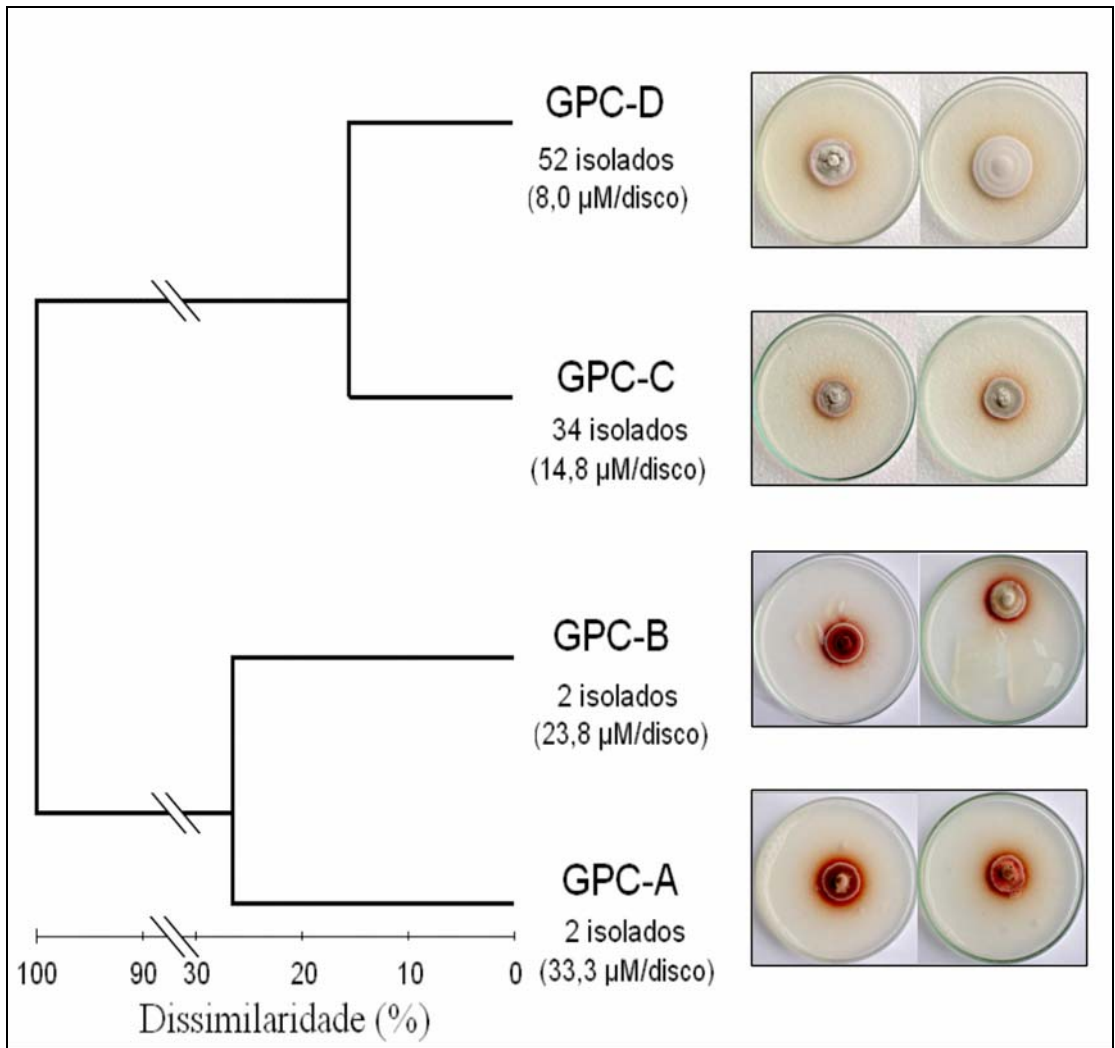 GPC-D
52 isolados
(8,0 µM/disco)
GPC-C
34 isolados
(14,8 µM/disco)
GPC-B
2 isolados
(23,8 µM/disco)
GPC-A
2 isolados
(33,3 µM/disco)
100 90 30 20 10 0
Dissimilaridade (%)